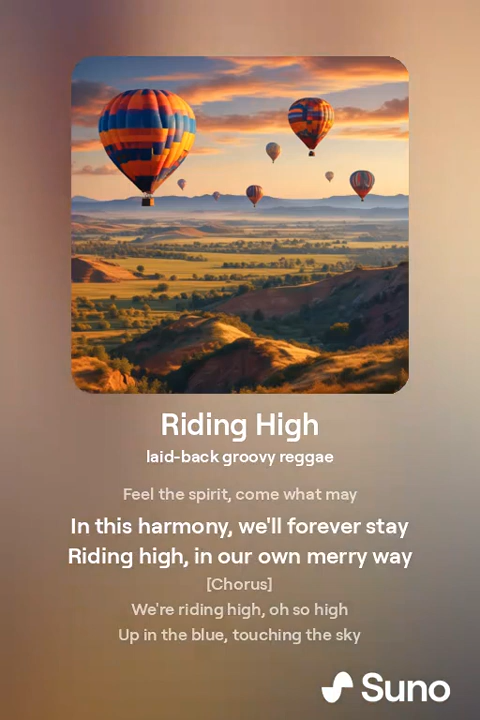 Riding High
laid-back groovy reggae
Feel the spirit, come what may
In this harmony, we'll forever stay
Riding high, in our own merry way
[Chorus]
We're riding high, oh so high
Up in the blue, touching the sky
Suno